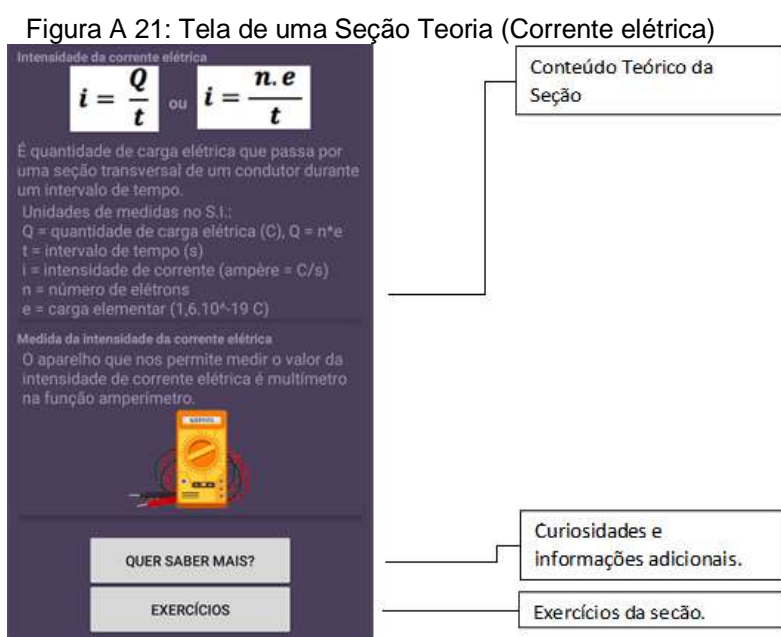 Figura A 21: Tela de uma Seção Teoria (Corrente elétrica)
Intensidade da corrente elétrica
i = Q/t ou i = n.e/t
É quantidade de carga elétrica que passa por
uma seção transversal de um condutor durante
um intervalo de tempo.
Unidades de medidas no S.I.:
Q = quantidade de carga elétrica (C), Q = n*e
t = intervalo de tempo (s)
i = intensidade de corrente (ampère = C/s)
n = número de elétrons
e = carga elementar (1,6.10^-19 C)
Medida da intensidade da corrente elétrica
O aparelho que nos permite medir o valor da
intensidade de corrente elétrica é multímetro
na função amperímetro.
QUER SABER MAIS?
EXERCÍCIOS
Conteúdo Teórico da
Seção
Curiosidades e
informações adicionais.
Exercícios da secão.